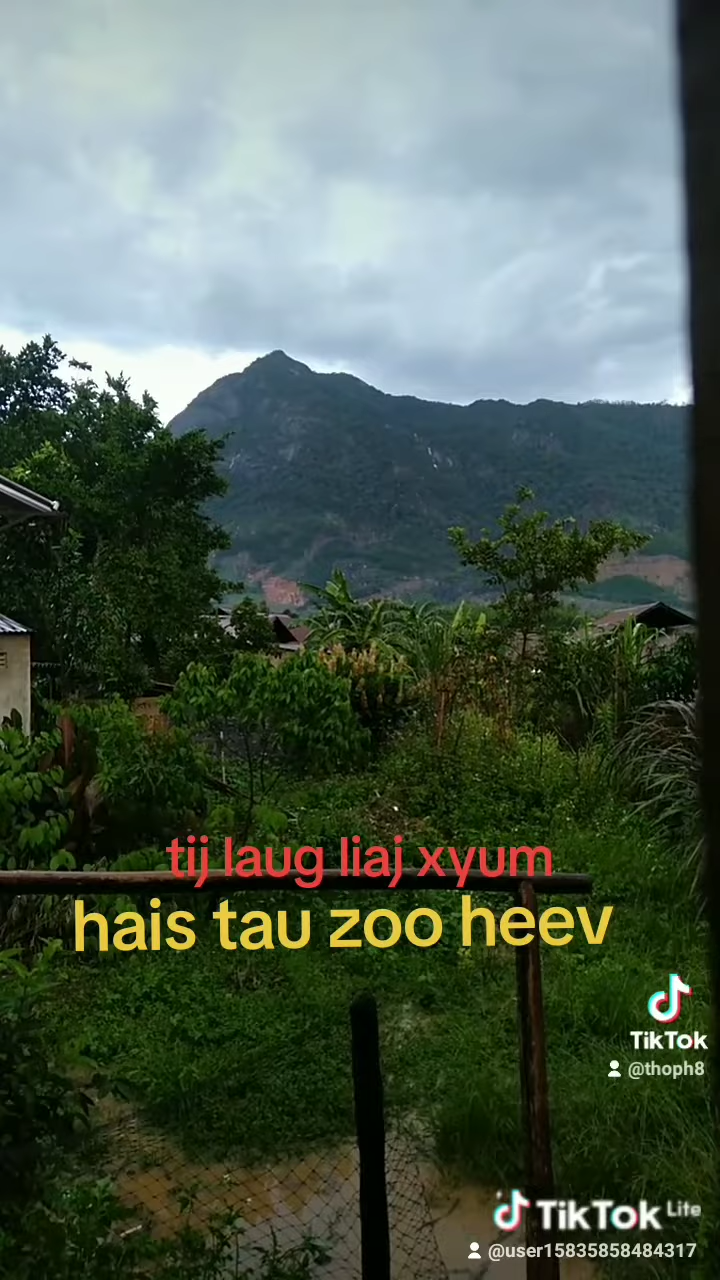 tij laug liaj xyum
hais tau zoo heev
TikTok
@thoph8
TikTok Lite
@user15835858484317